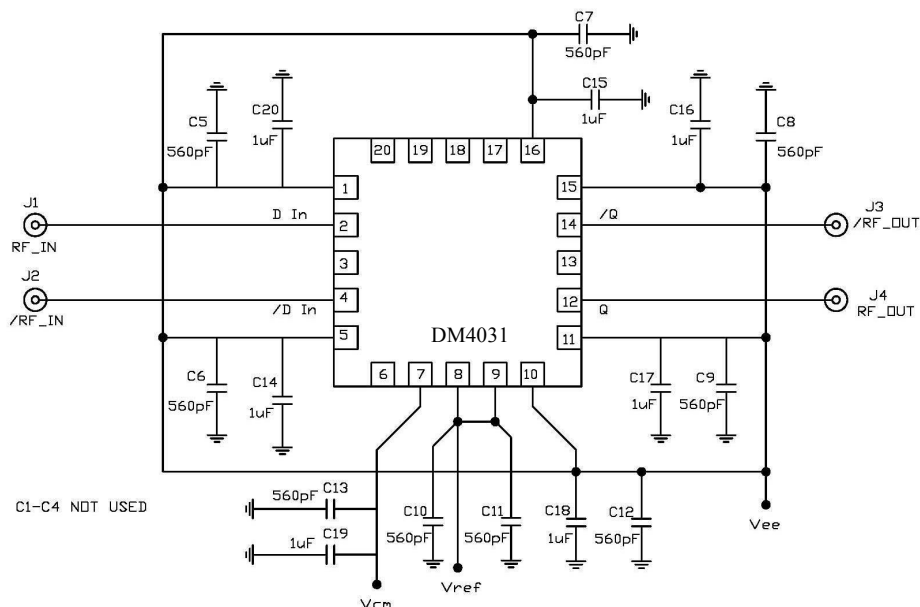 C7
560pF
C15
1uF
C5
560pF
C20
1uF
C16
1uF
C8
560pF
20 19 18 17 16
1
15
J1
RF_IN
D In
2
14
/Q
J3
/RF_OUT
3
13
J2
/RF_IN
/D In
4
12
Q
J4
RF_OUT
5
DM4031
11
6 7 8 9 10
C6
560pF
C14
1uF
C17
1uF
C9
560pF
C1-C4 NOT USED
560pF C13
1uF C19
C10
560pF
C11
560pF
C18
1uF
C12
560pF
Vee
Vref
Vcm